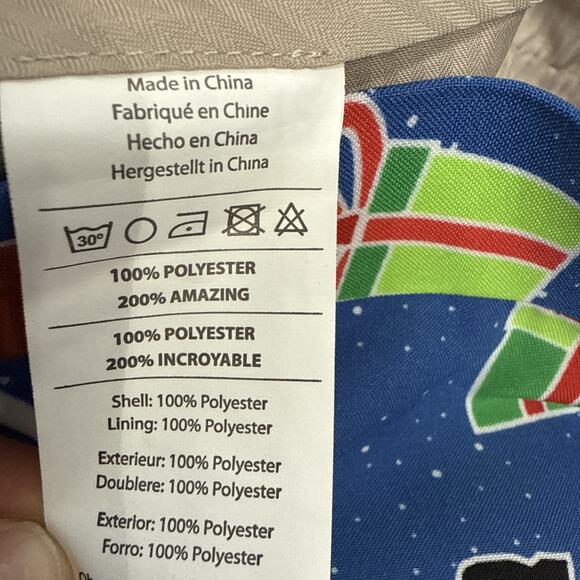 Made in China
Fabriqué en Chine
Hecho en China
Hergestellt in China
30°
100% POLYESTER
200% AMAZING
100% POLYESTER
200% INCROYABLE
Shell: 100% Polyester
Lining: 100% Polyester
Exterieur: 100% Polyester
Doublere: 100% Polyester
Exterior: 100% Polyester
Forro: 100% Polyester